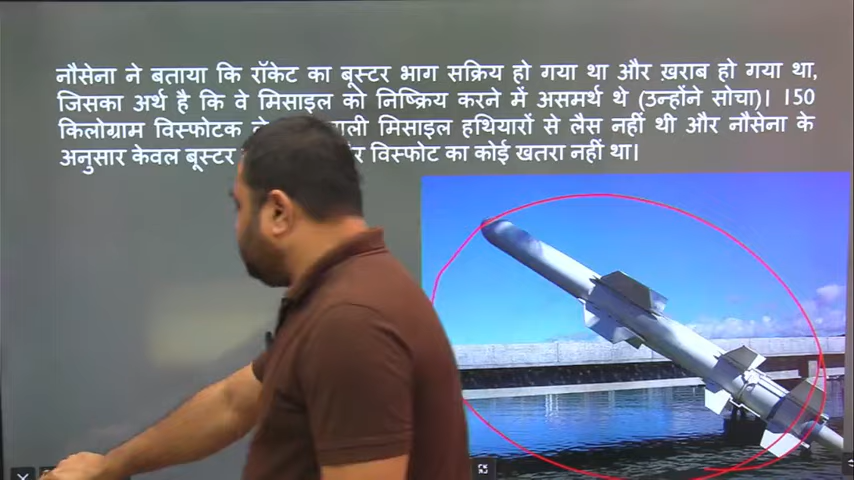 नौसेना ने बताया कि रॉकेट का बूस्टर भाग सक्रिय हो गया था और ख़राब हो गया था,
जिसका अर्थ है कि वे मिसाइल को निष्क्रिय करने में असमर्थ थे (उन्होंने सोचा)। 150
किलोग्राम विस्फोटक मिसाइल हथियारों से लैस नहीं थी और नौसेना के
अनुसार केवल बूस्टर विस्फोट का कोई खतरा नहीं था।